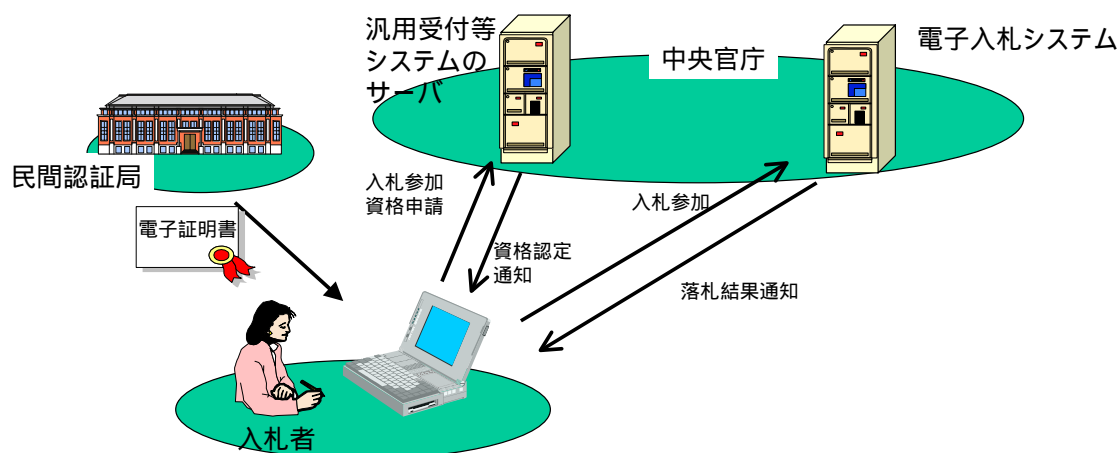 汎用受付等
システムの
サーバ
中央官庁
電子入札システム
民間認証局
電子証明書
入札参加
資格申請
資格認定
通知
入札参加
落札結果通知
入札者